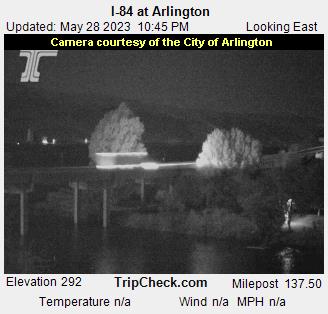 I-84 at Arlington
Updated: May 28 2023 10:45 PM Looking East
Camera courtesy of the City of Arlington
Elevation 292 TripCheck.com Milepost 137.50
Temperature n/a Wind n/a MPH n/a